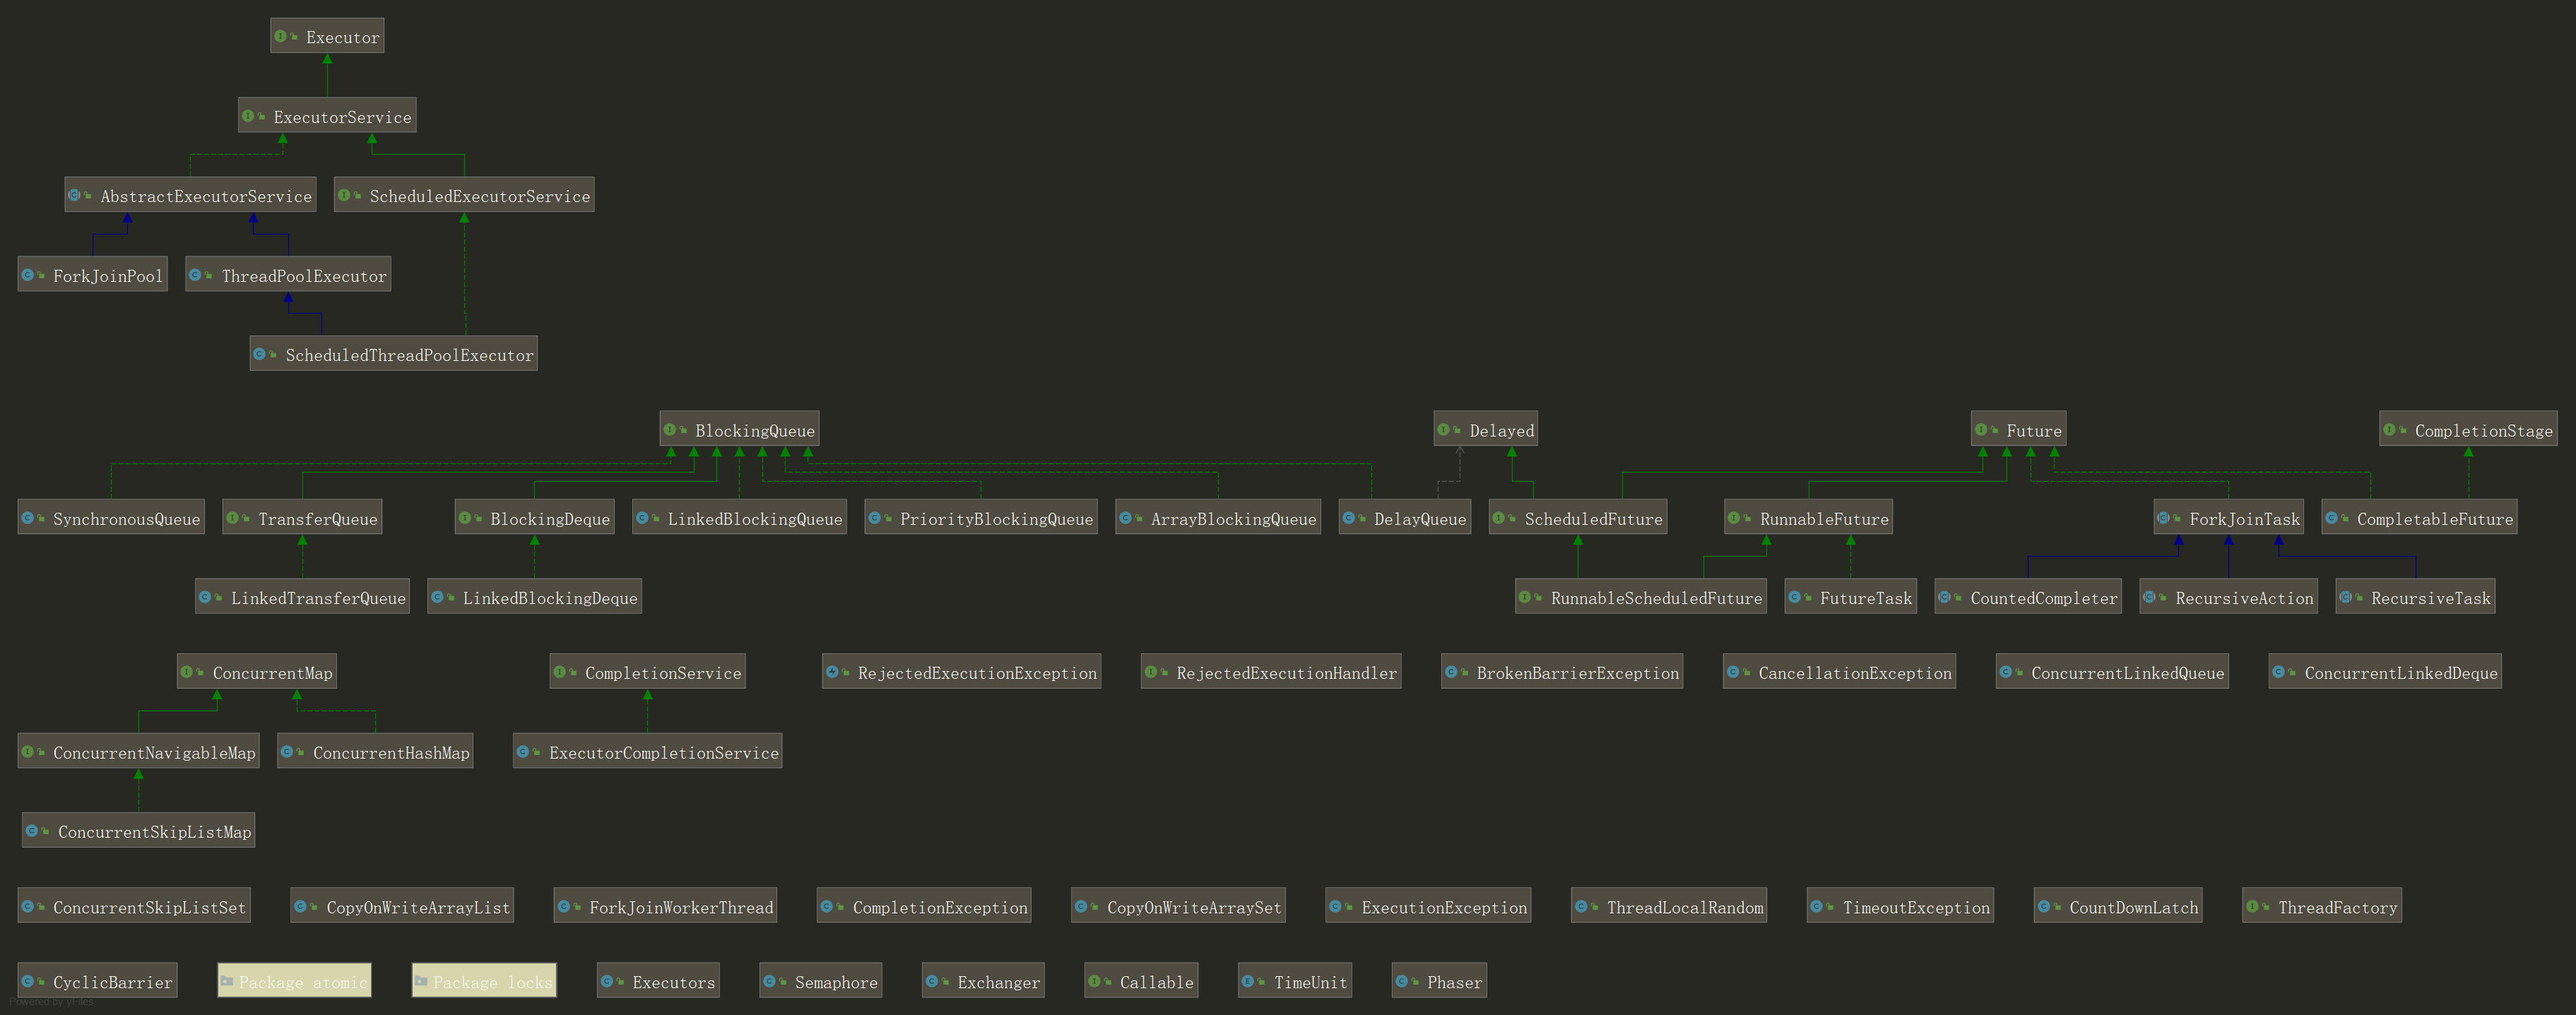 Executor
ExecutorService
AbstractExecutorService
ScheduledExecutorService
ForkJoinPool
ThreadPoolExecutor
ScheduledThreadPoolExecutor
BlockingQueue
Delayed
Future
CompletionStage
SynchronousQueue
TransferQueue
BlockingDeque
LinkedBlockingQueue
PriorityBlockingQueue
ArrayBlockingQueue
DelayQueue
ScheduledFuture
RunnableFuture
ForkJoinTask
CompletableFuture
LinkedTransferQueue
LinkedBlockingDeque
RunnableScheduledFuture
FutureTask
CountedCompleter
RecursiveAction
RecursiveTask
ConcurrentMap
CompletionService
RejectedExecutionException
RejectedExecutionHandler
BrokenBarrierException
CancellationException
ConcurrentLinkedQueue
ConcurrentLinkedDeque
ConcurrentNavigableMap
ConcurrentHashMap
ExecutorCompletionService
ConcurrentSkipListMap
ConcurrentSkipListSet
CopyOnWriteArrayList
ForkJoinWorkerThread
CompletionException
CopyOnWriteArraySet
ExecutionException
ThreadLocalRandom
TimeoutException
CountDownLatch
ThreadFactory
CyclicBarrier
Package atomic
Package locks
Executors
Semaphore
Exchanger
Callable
TimeUnit
Phaser
Powered by yFiles